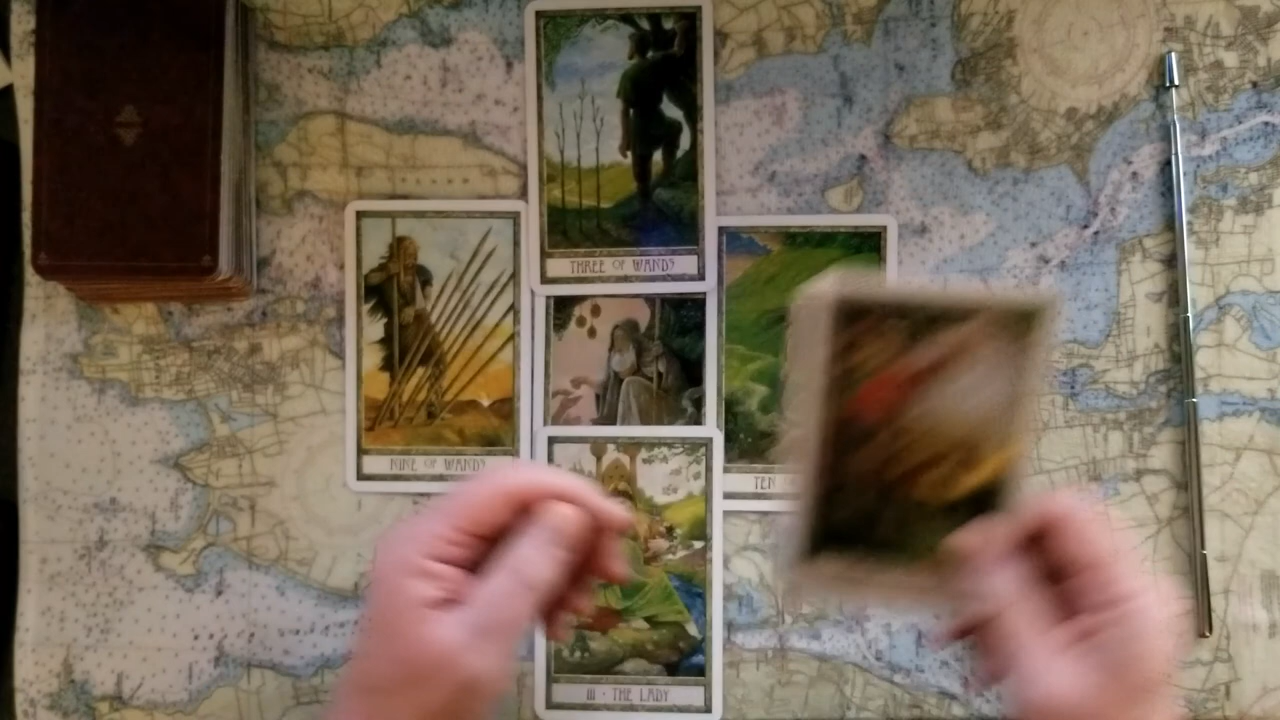 THREE OF WANDS
NINE OF WANDS
TEN
III · THE LADY